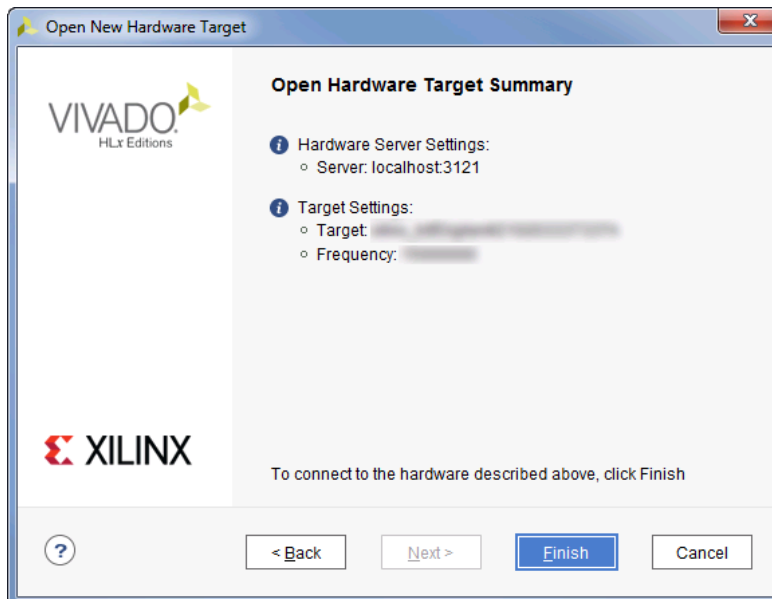 Open New Hardware Target
VIVADO.
HLx Editions
Open Hardware Target Summary
Hardware Server Settings:
Server: localhost:3121
Target Settings:
Target:
Frequency:
XILINX
To connect to the hardware described above, click Finish
?
< Back
Next >
Finish
Cancel